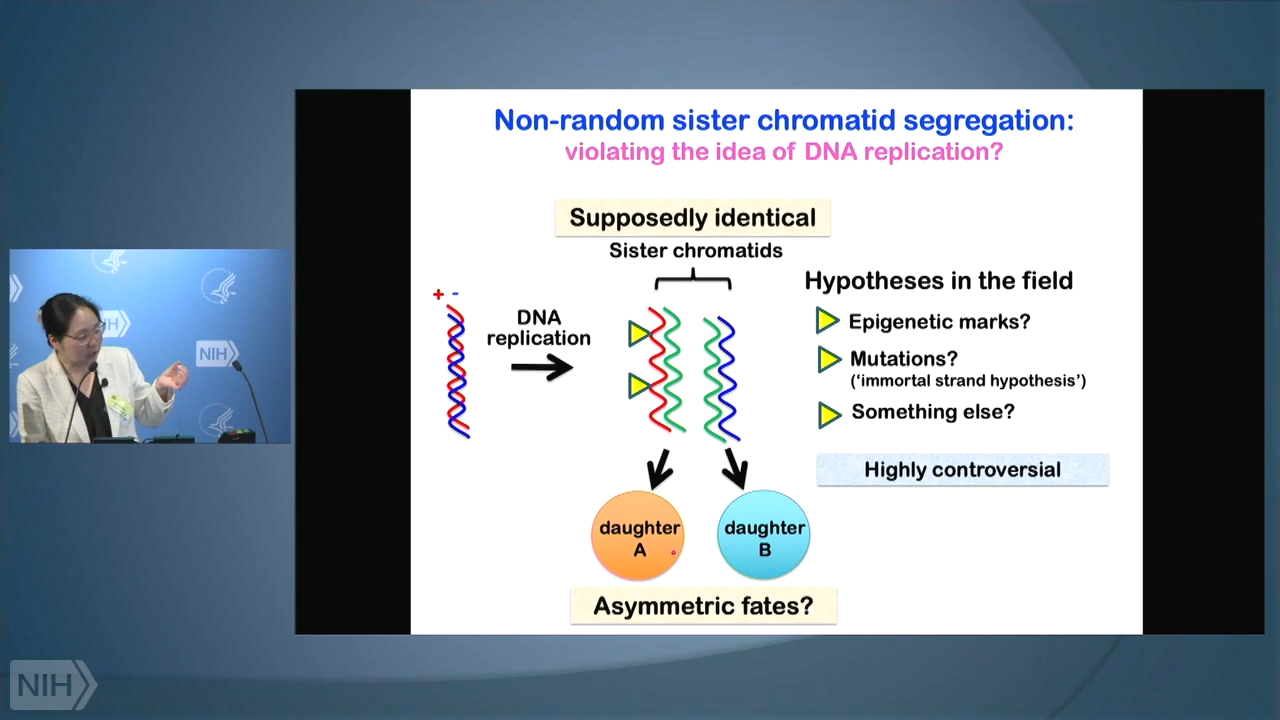 Non-random sister chromatid segregation:
violating the idea of DNA replication?
Supposedly identical
Sister chromatids
+ -
DNA
replication
Hypotheses in the field
Epigenetic marks?
Mutations?
('immortal strand hypothesis')
Something else?
Highly controversial
daughter
A
daughter
B
Asymmetric fates?
NIH
NIH